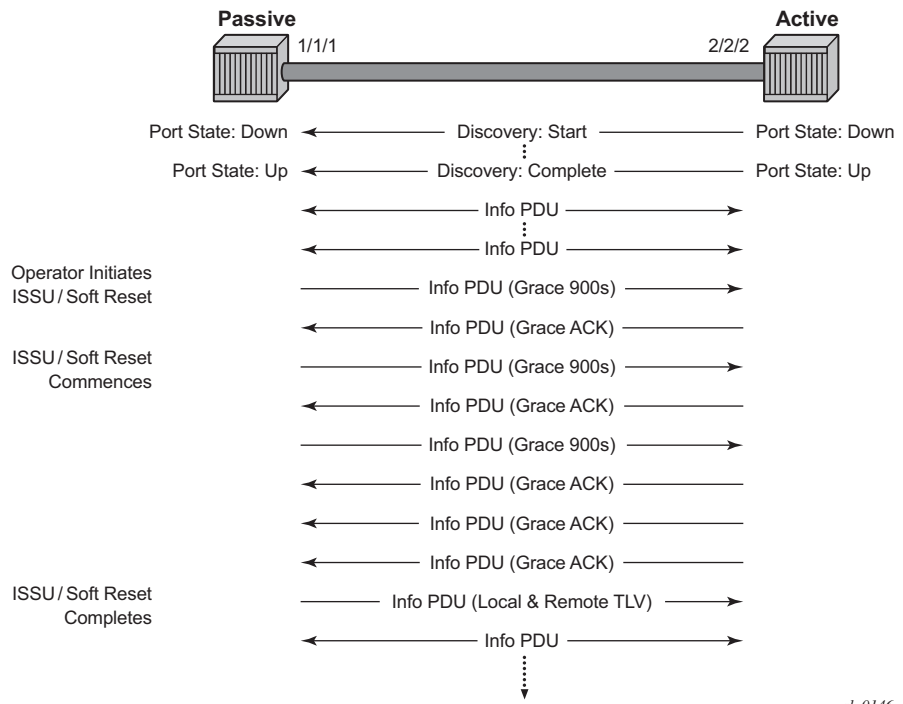 Passive Active
1/1/1 2/2/2
Port State: Down Discovery: Start Port State: Down
Port State: Up Discovery: Complete Port State: Up
Info PDU
Info PDU
Operator Initiates
ISSU / Soft Reset
Info PDU (Grace 900s)
Info PDU (Grace ACK)
ISSU / Soft Reset
Commences
Info PDU (Grace 900s)
Info PDU (Grace ACK)
Info PDU (Grace 900s)
Info PDU (Grace ACK)
Info PDU (Grace ACK)
Info PDU (Grace ACK)
ISSU / Soft Reset
Completes
Info PDU (Local & Remote TLV)
Info PDU